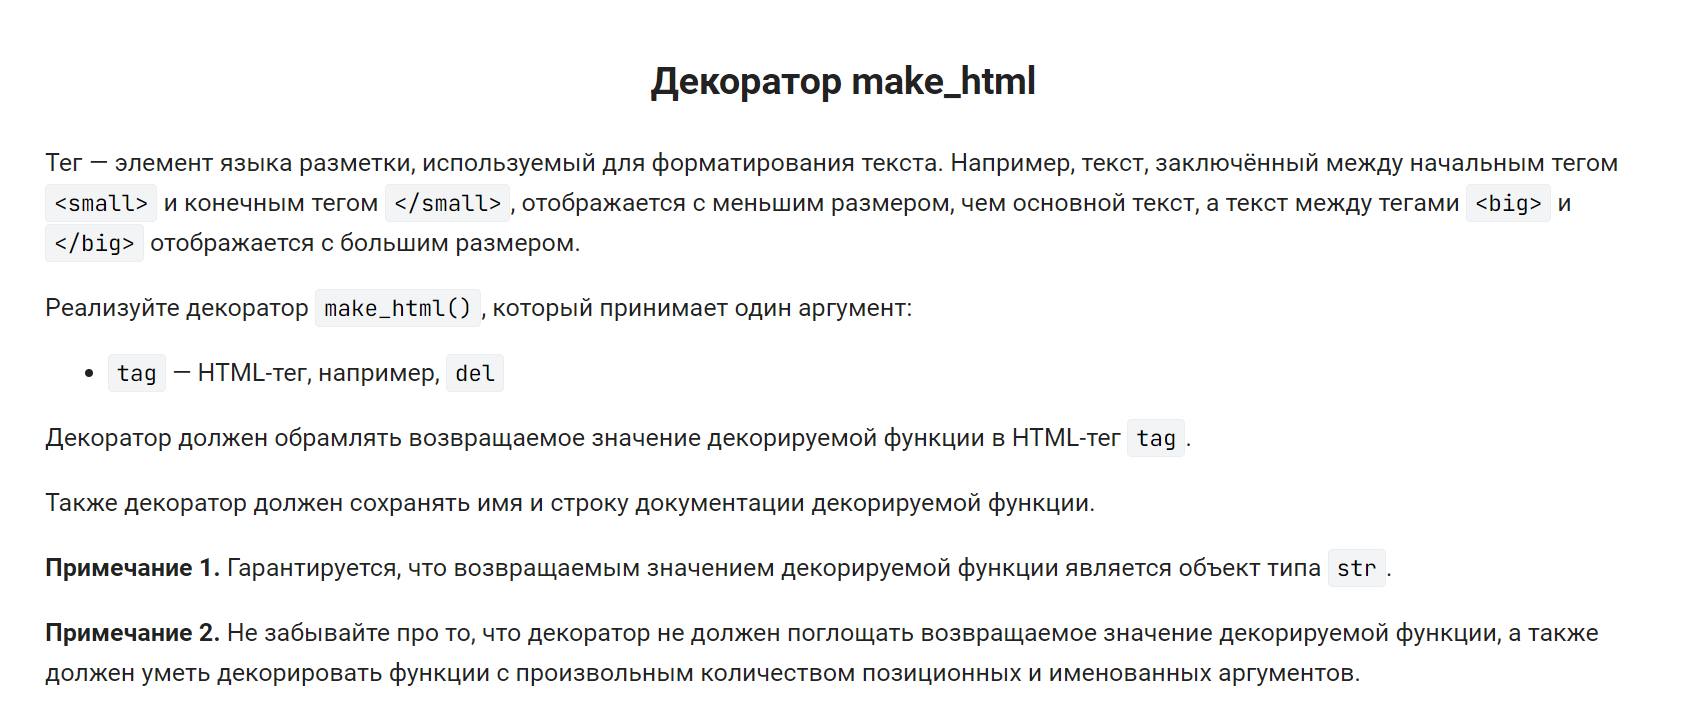 Декоратор make_html
Тег — элемент языка разметки, используемый для форматирования текста. Например, текст, заключённый между начальным тегом
<small> и конечным тегом </small>, отображается с меньшим размером, чем основной текст, а текст между тегами <big> и
</big> отображается с большим размером.
Реализуйте декоратор make_html(), который принимает один аргумент:
• tag — HTML-тег, например, del
Декоратор должен обрамлять возвращаемое значение декорируемой функции в HTML-тег tag.
Также декоратор должен сохранять имя и строку документации декорируемой функции.
Примечание 1. Гарантируется, что возвращаемым значением декорируемой функции является объект типа str.
Примечание 2. Не забывайте про то, что декоратор не должен поглощать возвращаемое значение декорируемой функции, а также
должен уметь декорировать функции с произвольным количеством позиционных и именованных аргументов.